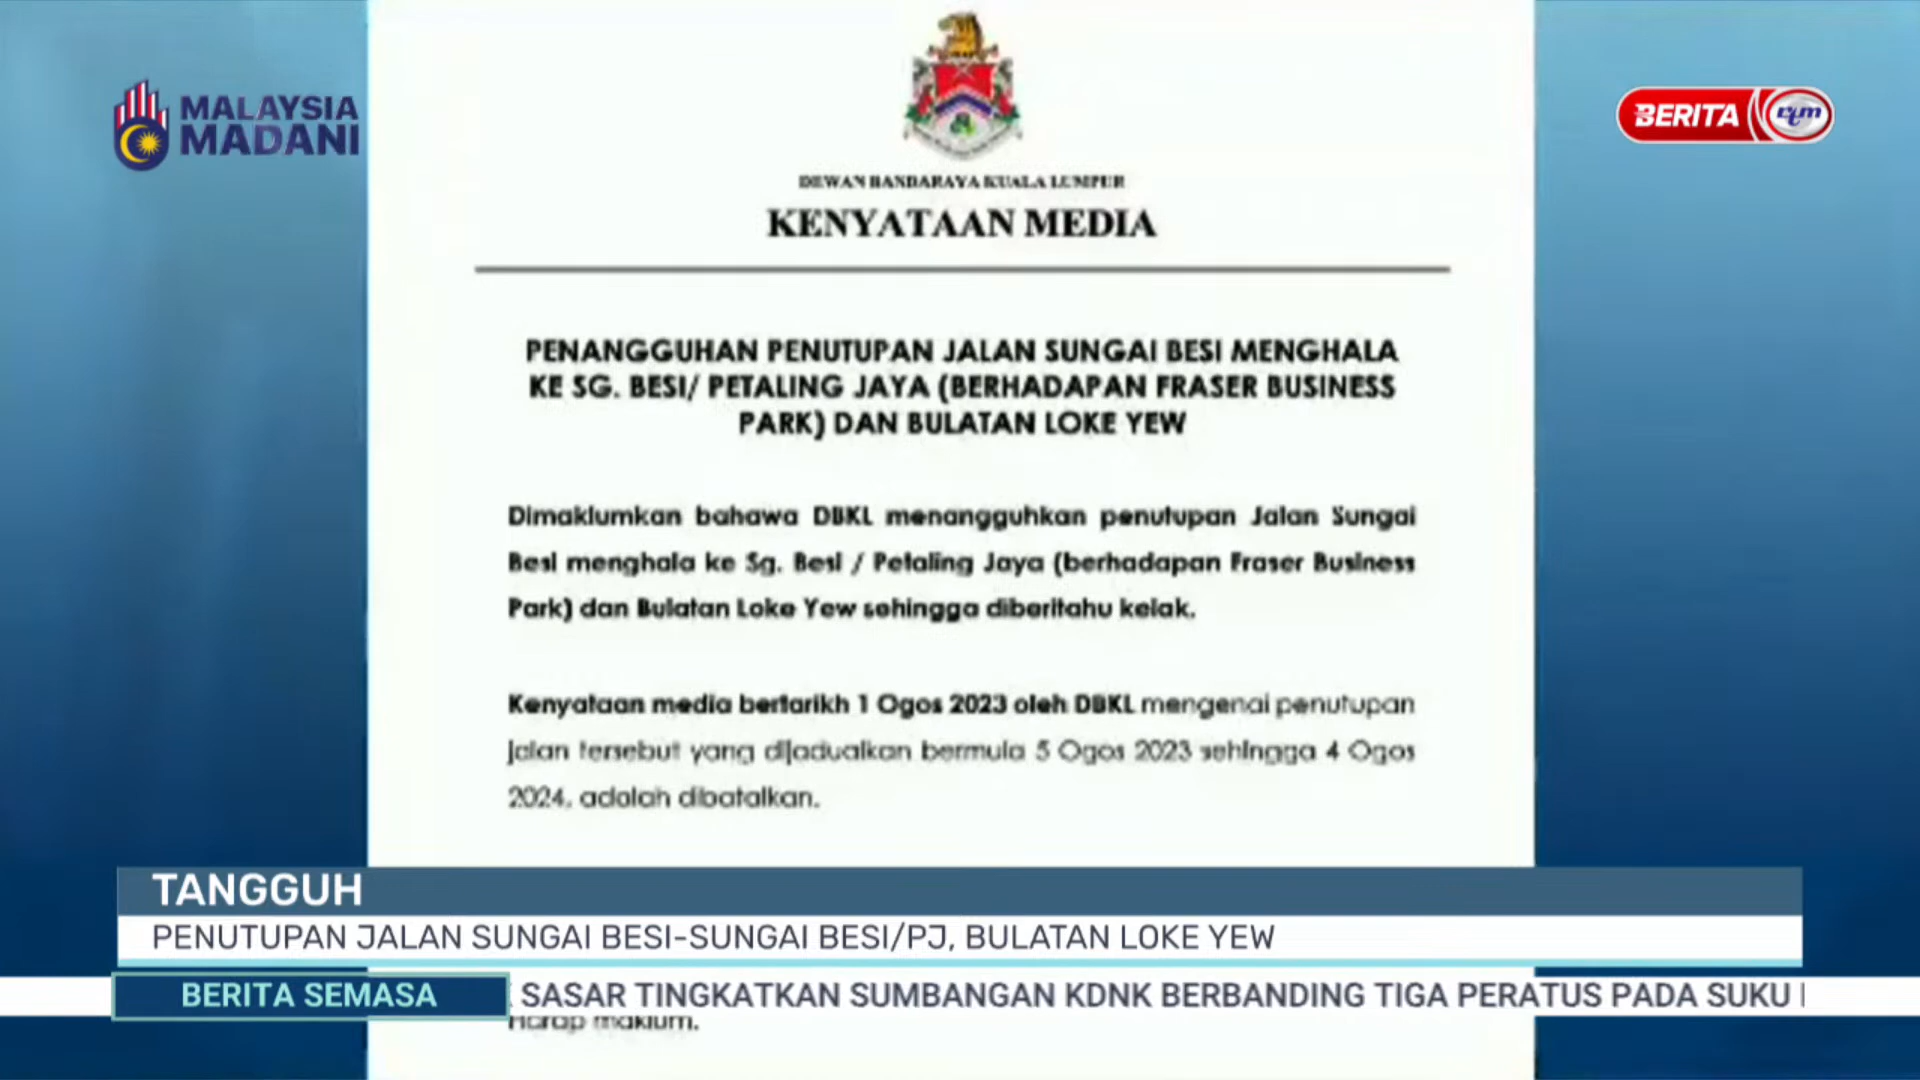 MALAYSIA
MADANI
BERITA rtm
DEWAN BANDARAYA KUALA LUMPUR
KENYATAAN MEDIA
PENANGGUHAN PENUTUPAN JALAN SUNGAI BESI MENGHALA
KE SG. BESI/ PETALING JAYA (BERHADAPAN FRASER BUSINESS
PARK) DAN BULATAN LOKE YEW
Dimaklumkan bahawa DBKL menangguhkan penutupan Jalan Sungai
Besi menghala ke Sg. Besi / Petaling Jaya (berhadapan Fraser Business
Park) dan Bulatan Loke Yew sehingga diberitahu kelak.
Kenyataan media bertarikh 1 Ogos 2023 oleh DBKL mengenai penutupan
jalan tersebut yang dijadualkan bermula 5 Ogos 2023 sehingga 4 Ogos
2024, adalah dibatalkan.
TANGGUH
PENUTUPAN JALAN SUNGAI BESI-SUNGAI BESI/PJ, BULATAN LOKE YEW
BERITA SEMASA SASAR TINGKATKAN SUMBANGAN KDNK BERBANDING TIGA PERATUS PADA SUKU
Harap maklum.